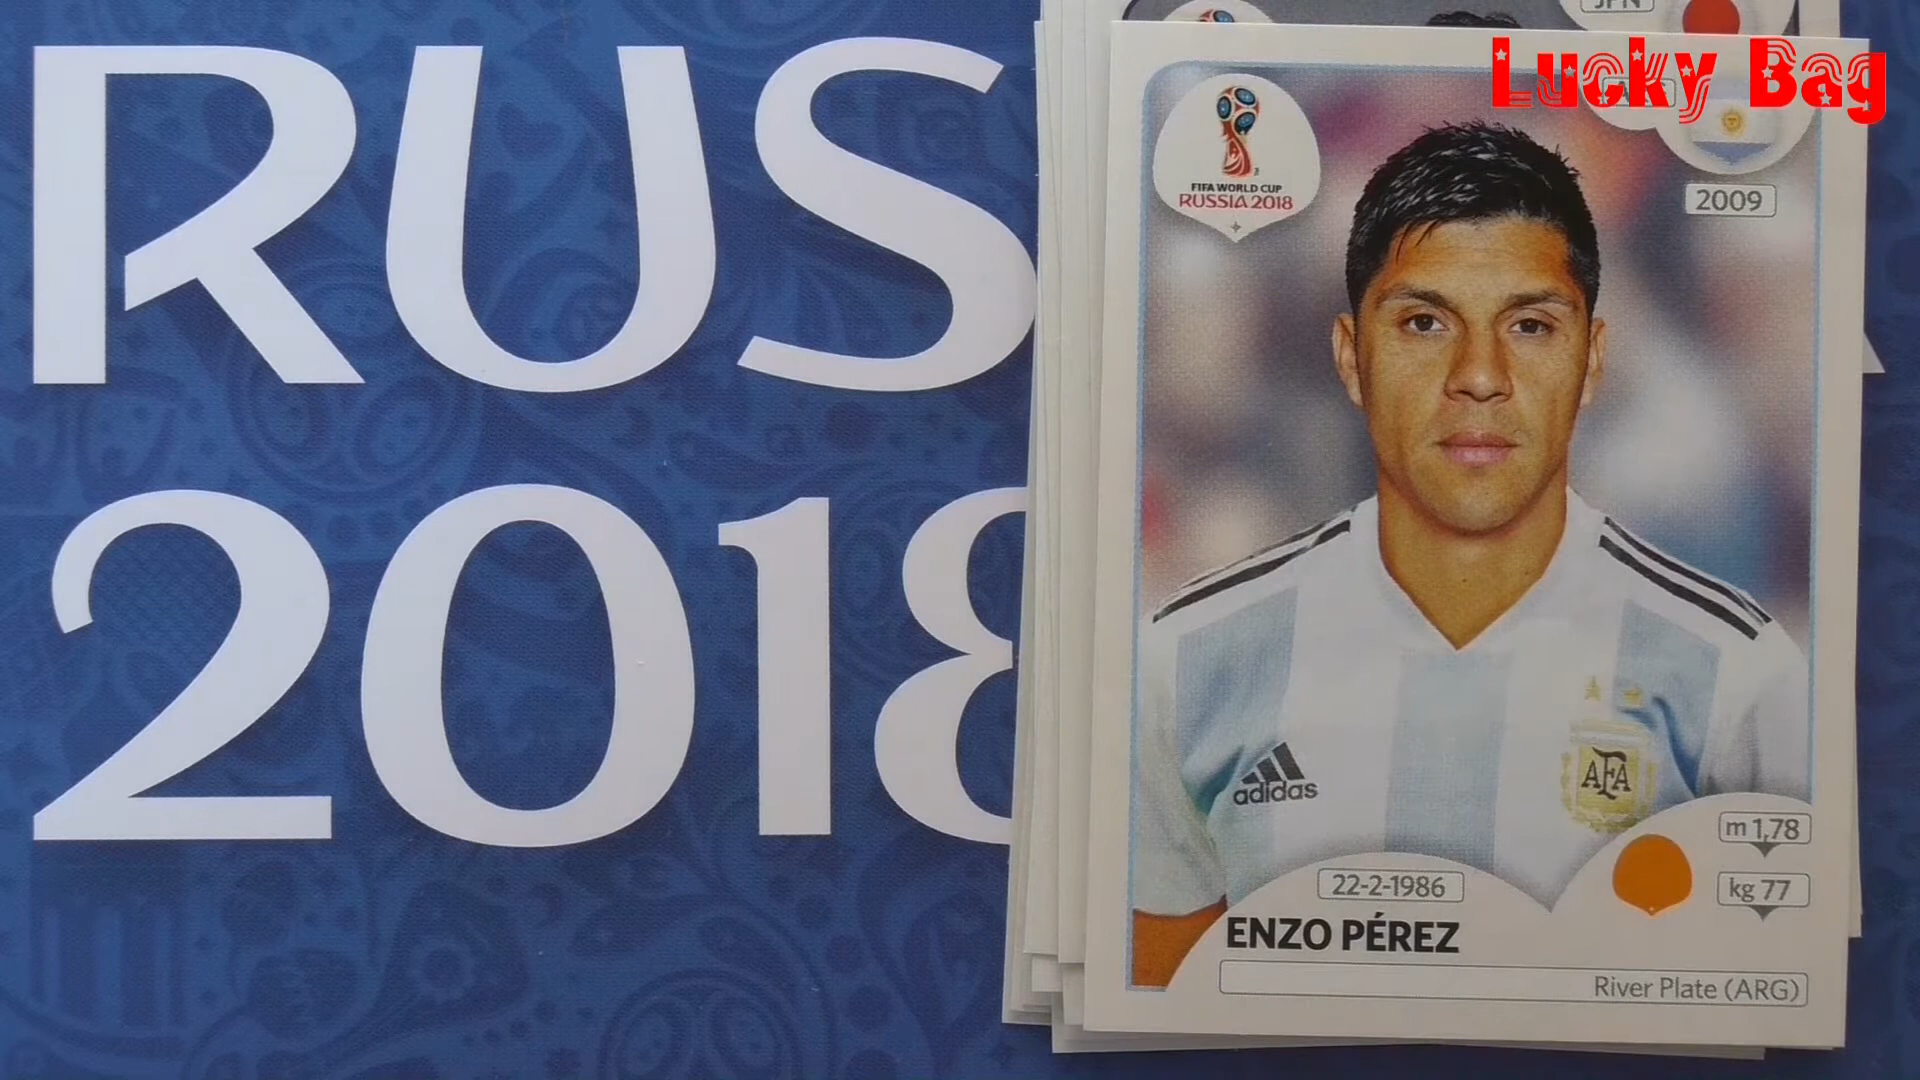 RUS
2018
JPN
Lucky Bag
FIFA WORLD CUP
RUSSIA 2018
2009
adidas
AFA
m 1,78
kg 77
22-2-1986
ENZO PÉREZ
River Plate (ARG)